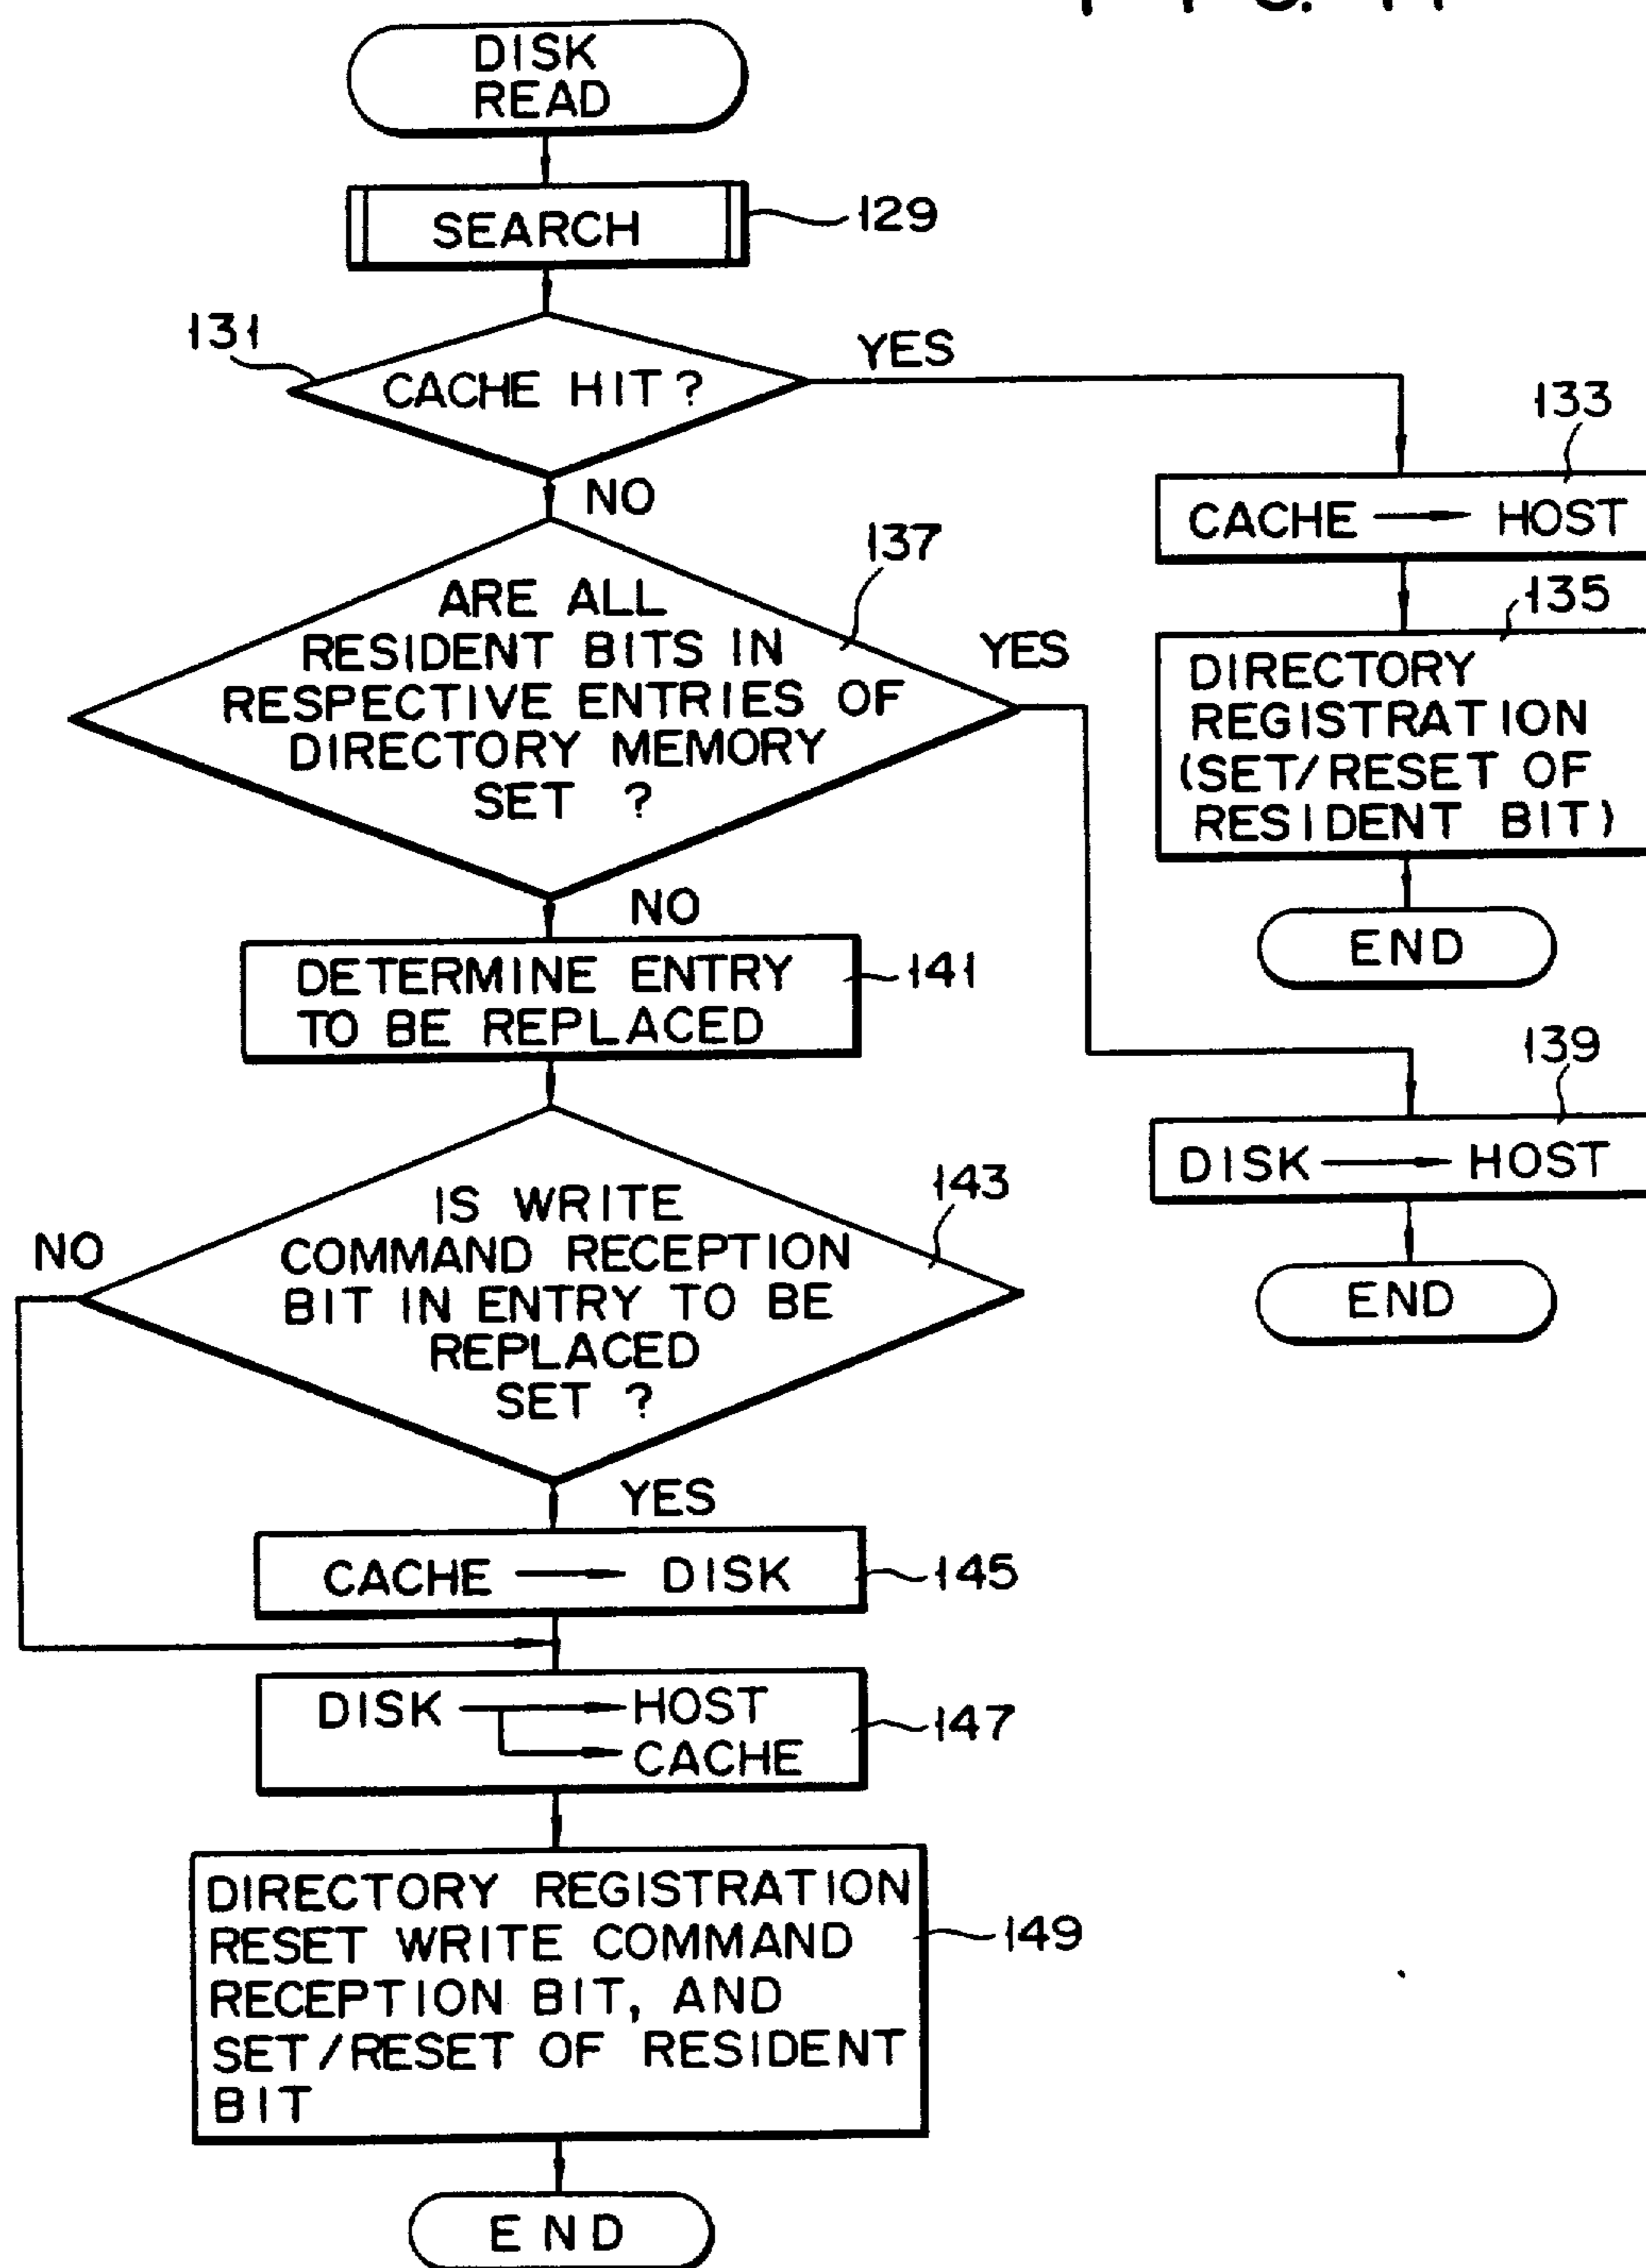 DISK
READ
SEARCH
129
131
CACHE HIT?
YES
NO
133
CACHE → HOST
135
DIRECTORY
REGISTRATION
(SET/RESET OF
RESIDENT BIT)
END
137
ARE ALL
RESIDENT BITS IN
RESPECTIVE ENTRIES OF
DIRECTORY MEMORY
SET ?
YES
NO
139
DISK → HOST
END
DETERMINE ENTRY
TO BE REPLACED
141
143
IS WRITE
COMMAND RECEPTION
BIT IN ENTRY TO BE
REPLACED
SET ?
NO
YES
CACHE → DISK
145
DISK → HOST
→ CACHE
147
DIRECTORY REGISTRATION
RESET WRITE COMMAND
RECEPTION BIT, AND
SET/RESET OF RESIDENT
BIT
149
END